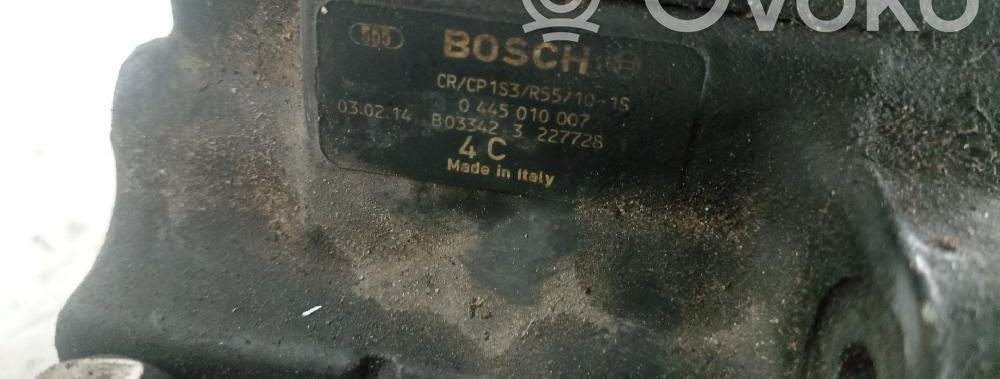 OVOKO
BOSCH
CR/CP1S3/R55/10-1S
0 445 010 007
03.02.14 B03342 3 227728
4 C
Made in Italy